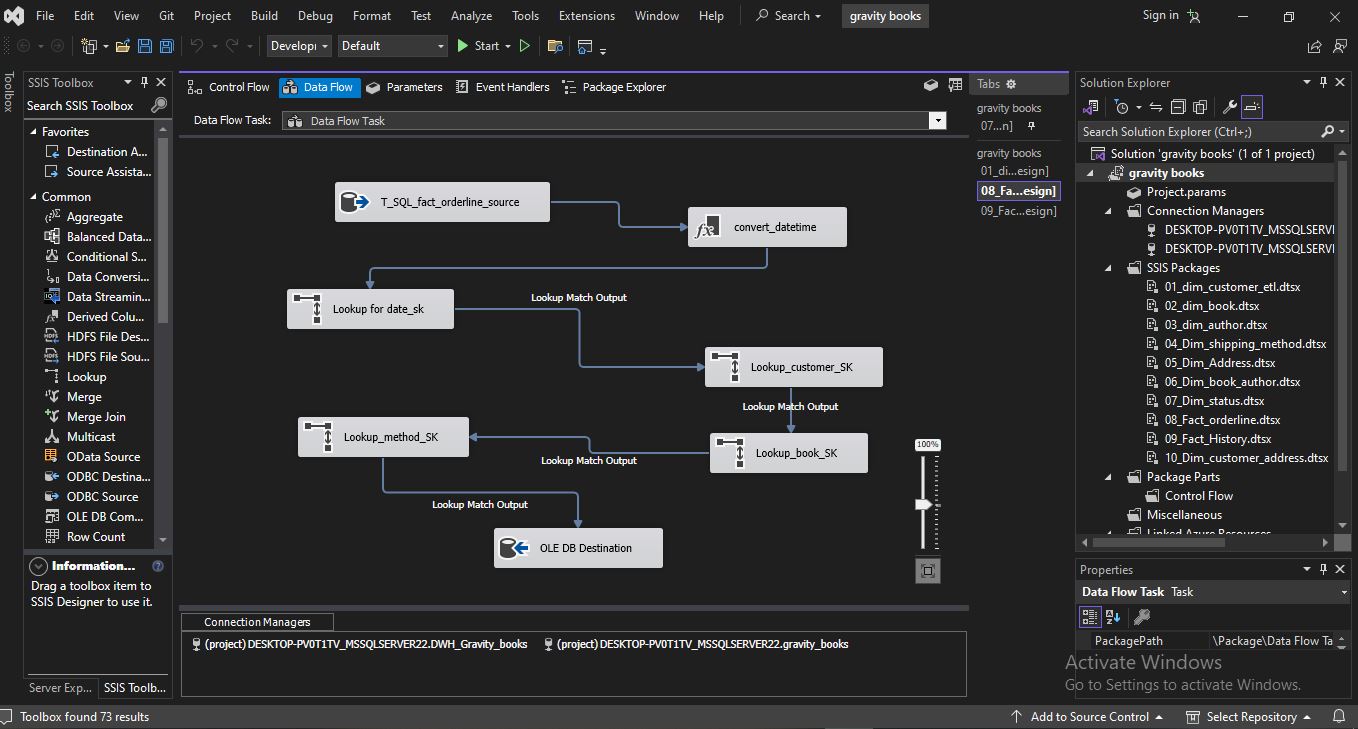 File Edit View Git Project Build Debug Format Test Analyze Tools Extensions Window Help Search gravity books Sign in
Developi Default Start
Toolbox
SSIS Toolbox
Search SSIS Toolbox
Favorites
Destination A...
Source Assista...
Common
Aggregate
Balanced Data...
Conditional S...
Data Conversi...
Data Streamin...
Derived Colu...
HDFS File Des...
HDFS File Sou...
Lookup
Merge
Merge Join
Multicast
OData Source
ODBC Destina...
ODBC Source
OLE DB Com...
Row Count
Information...
Drag a toolbox item to
SSIS Designer to use it.
Server Exp... SSIS Toolb...
Control Flow Data Flow Parameters Event Handlers Package Explorer
Data Flow Task: Data Flow Task
T_SQL_fact_orderline_source
convert_datetime
Lookup Match Output
Lookup for date_sk
Lookup_customer_SK
Lookup Match Output
Lookup_method_SK
Lookup_book_SK
Lookup Match Output
Lookup Match Output
OLE DB Destination
100%
Connection Managers
(project) DESKTOP-PV0T1TV_MSSQLSERVER22.DWH_Gravity_books (project) DESKTOP-PV0T1TV_MSSQLSERVER22.gravity_books
Tabs
gravity books
07...n]
gravity books
01_di...esign]
08_Fa...esign]
09_Fac...esign]
Solution Explorer
Search Solution Explorer (Ctrl+;)
Solution 'gravity books' (1 of 1 project)
gravity books
Project.params
Connection Managers
DESKTOP-PV0T1TV_MSSQLSERVI
DESKTOP-PV0T1TV_MSSQLSERVI
SSIS Packages
01_dim_customer_etl.dtsx
02_dim_book.dtsx
03_dim_author.dtsx
04_Dim_shipping_method.dtsx
05_Dim_Address.dtsx
06_Dim_book_author.dtsx
07_Dim_status.dtsx
08_Fact_orderline.dtsx
09_Fact_History.dtsx
10_Dim_customer_address.dtsx
Package Parts
Control Flow
Miscellaneous
Linked Azure Resources
Properties
Data Flow Task Task
PackagePath \Package\Data Flow Ta
Activate Windows
Go to Settings to activate Windows.
Toolbox found 73 results Add to Source Control Select Repository